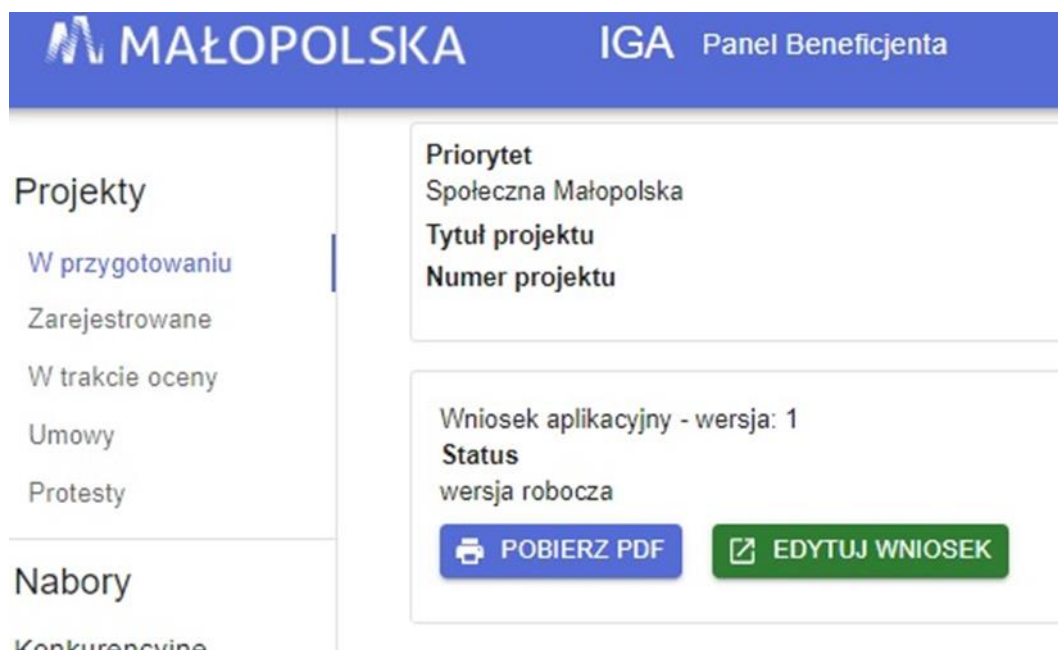 MAŁOPOLSKA
IGA Panel Beneficjenta
Projekty
W przygotowaniu
Zarejestrowane
W trakcie oceny
Umowy
Protesty
Nabory
Konkurencyjne
Priorytet
Społeczna Małopolska
Tytuł projektu
Numer projektu
Wniosek aplikacyjny - wersja: 1
Status
wersja robocza
POBIERZ PDF
EDYTUJ WNIOSEK